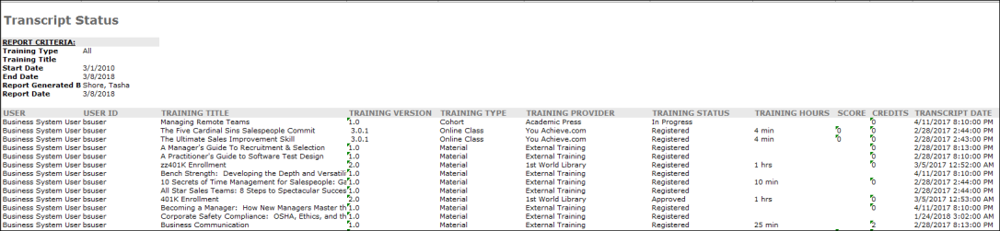 Transcript Status
REPORT CRITERIA:
Training Type All
Training Title
Start Date 3/1/2010
End Date 3/8/2018
Report Generated B Shore, Tasha
Report Date 3/8/2018
USER USER ID TRAINING TITLE TRAINING VERSION TRAINING TYPE TRAINING PROVIDER TRAINING STATUS TRAINING HOURS SCORE CREDITS TRANSCRIPT DATE
Business System User bsuser Managing Remote Teams 1.0 Cohort Academic Press In Progress 0 4/11/2017 8:10:00 PM
Business System User bsuser The Five Cardinal Sins Salespeople Commit 3.0.1 Online Class You Achieve.com Registered 4 min 0 0 2/28/2017 2:44:00 PM
Business System User bsuser The Ultimate Sales Improvement Skill 3.0.1 Online Class You Achieve.com Registered 4 min 0 0 2/28/2017 2:43:00 PM
Business System User bsuser A Manager's Guide To Recruitment & Selection 1.0 Material External Training Registered 0 2/28/2017 8:13:00 PM
Business System User bsuser A Practitioner's Guide to Software Test Design 1.0 Material External Training Registered 0 2/28/2017 8:10:00 PM
Business System User bsuser zz401K Enrollment 2.0 Material 1st World Library Registered 1 hrs 0 3/5/2017 12:52:00 AM
Business System User bsuser Bench Strength: Developing the Depth and Versatili 1.0 Material External Training Registered 4/11/2017 8:10:00 PM
Business System User bsuser 10 Secrets of Time Management for Salespeople: Ga 1.0 Material External Training Registered 10 min 0 2/28/2017 2:44:00 PM
Business System User bsuser All Star Sales Teams: 8 Steps to Spectacular Succes 1.0 Material External Training Registered 2/28/2017 2:44:00 PM
Business System User bsuser 401K Enrollment 2.0 Material 1st World Library Approved 1 hrs 0 3/5/2017 12:53:00 AM
Business System User bsuser Becoming a Manager: How New Managers Master th 1.0 Material External Training Registered 4/11/2017 8:10:00 PM
Business System User bsuser Corporate Safety Compliance: OSHA, Ethics, and th 1.0 Material External Training Registered 1/24/2018 3:02:00 AM
Business System User bsuser Business Communication 1.0 Material External Training Registered 25 min 2 2/28/2017 8:13:00 PM